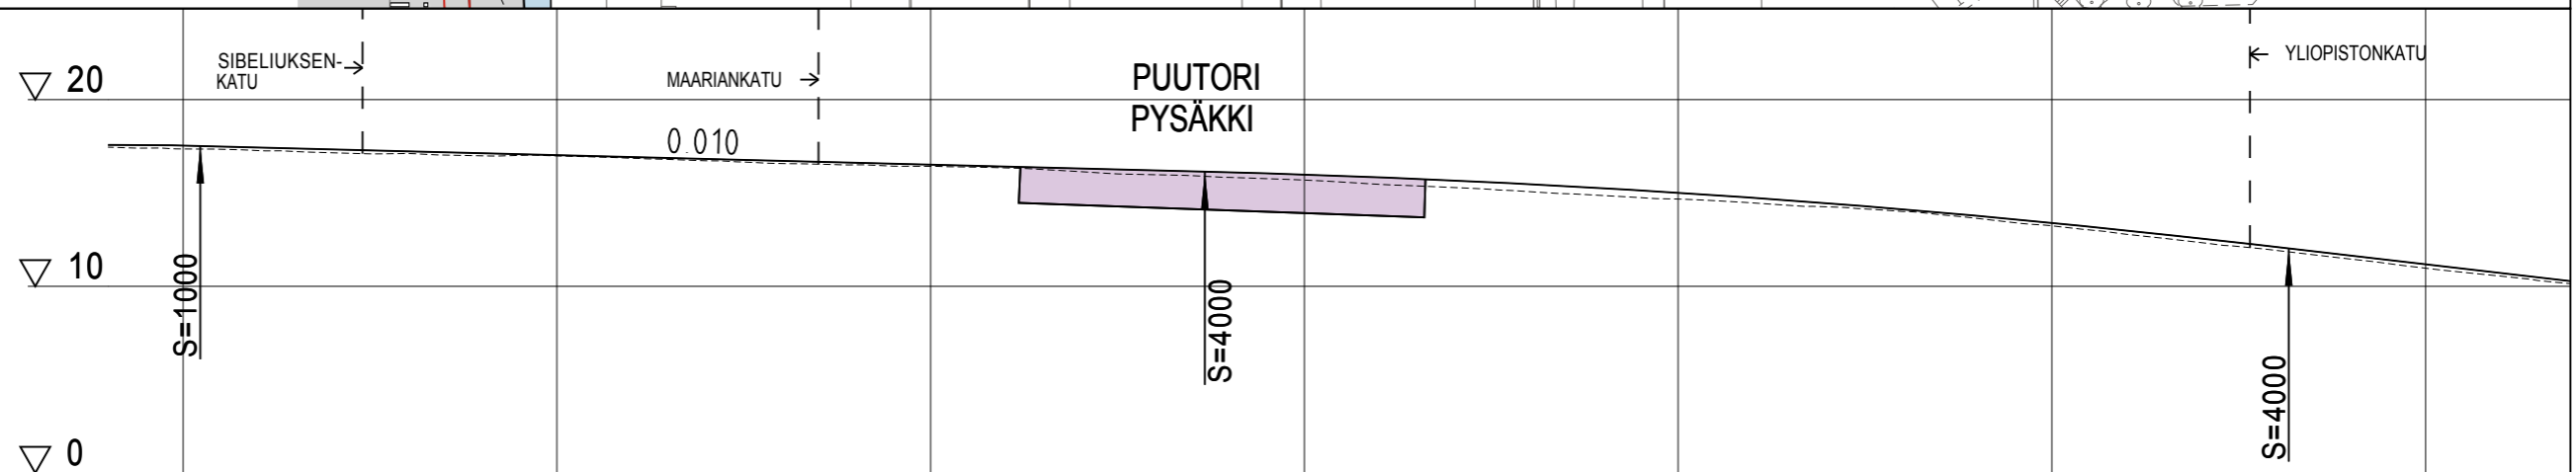 SIBELIUKSEN-
KATU
MAARIANKATU
PUUTORI
PYSÄKKI
YLIOPISTONKATU
20
0.010
10
S=1000
S=4000
S=4000
0